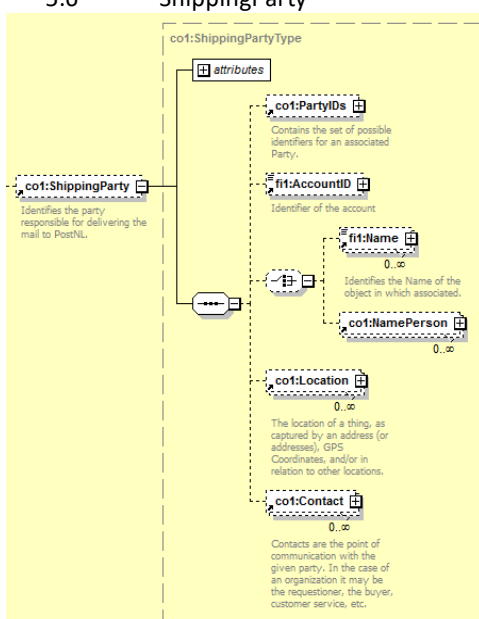 ShippingParty
co1:ShippingPartyType
attributes
co1:PartyIDs
Contains the set of possible
identifiers for an associated
Party.
co1:ShippingParty
Identifies the party
responsible for delivering the
mail to PostNL.
fi1:AccountID
Identifier of the account
fi1:Name
0..∞
Identifies the Name of the
object in which associated.
co1:NamePerson
0..∞
co1:Location
0..∞
The location of a thing, as
captured by an address (or
addresses), GPS
Coordinates, and/or in
relation to other locations.
co1:Contact
0..∞
Contacts are the point of
communication with the
given party. In the case of
an organization it may be
the requestioner, the buyer,
customer service, etc.